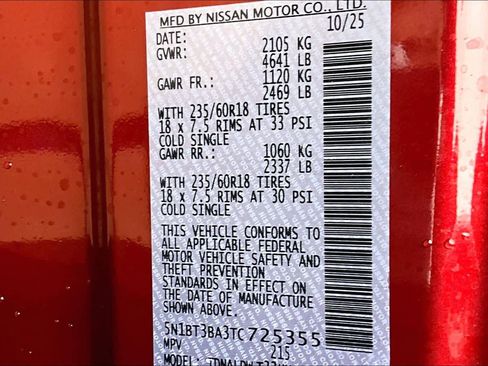 MFD BY NISSAN MOTOR CO., LTD.
DATE: 10/25
GVWR: 2105 KG
4641 LB
GAWR FR.: 1120 KG
2469 LB
WITH 235/60R18 TIRES
18 x 7.5 RIMS AT 33 PSI
COLD SINGLE
GAWR RR.: 1060 KG
2337 LB
WITH 235/60R18 TIRES
18 x 7.5 RIMS AT 30 PSI
COLD SINGLE
THIS VEHICLE CONFORMS TO
ALL APPLICABLE FEDERAL
MOTOR VEHICLE SAFETY AND
THEFT PREVENTION
STANDARDS IN EFFECT ON
THE DATE OF MANUFACTURE
SHOWN ABOVE.
5N1BT3BA3TC725355
MPV 215
MODEL: